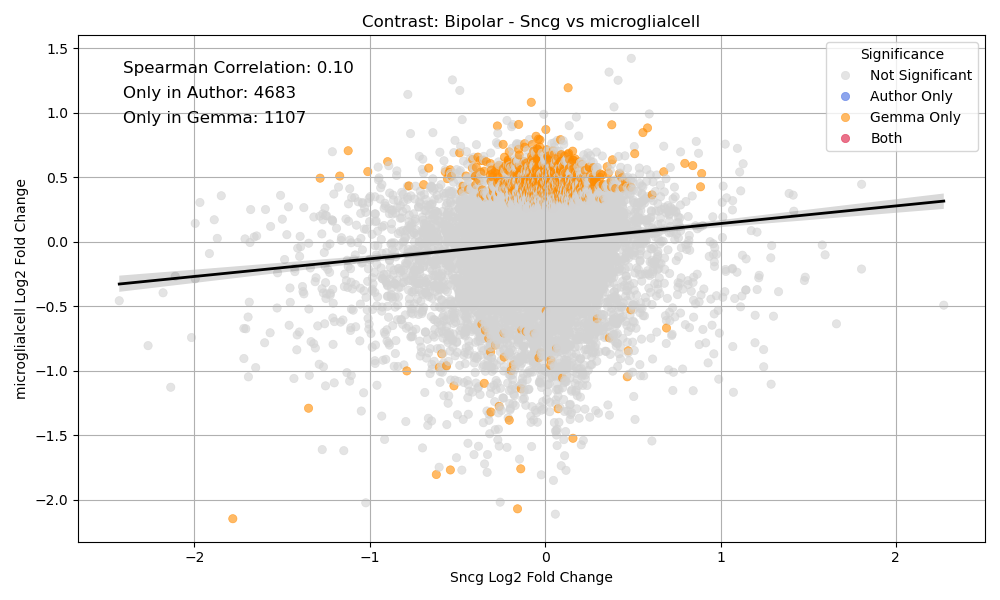 Contrast: Bipolar - Sncg vs microglialcell
Spearman Correlation: 0.10
Only in Author: 4683
Only in Gemma: 1107
Significance
Not Significant
Author Only
Gemma Only
Both
microglialcell Log2 Fold Change
1.5
1.0
0.5
0.0
−0.5
−1.0
−1.5
−2.0
−2
−1
0
1
2
Sncg Log2 Fold Change